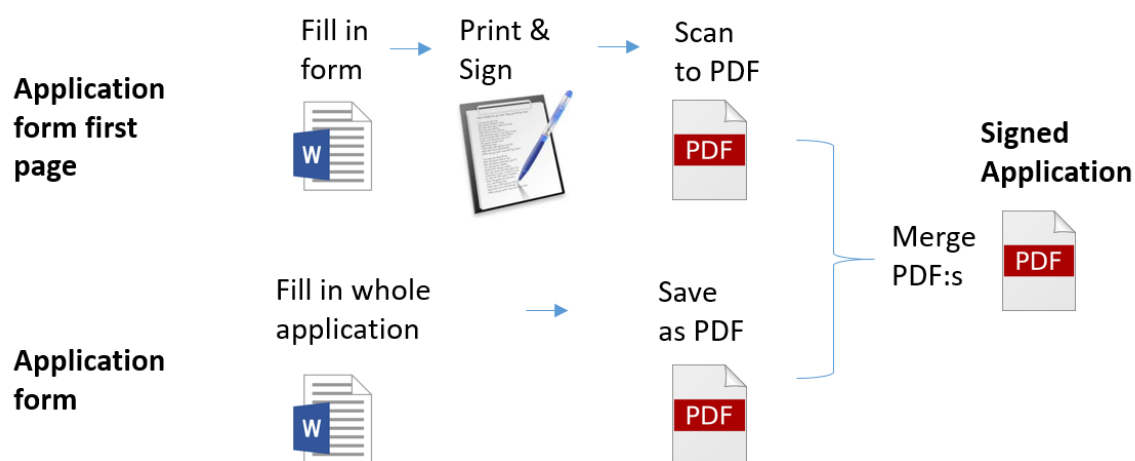 Fill in
form
Print &
Sign
Scan
to PDF
Application
form first
page
W
PDF
Signed
Application
PDF
Merge
PDF:s
Fill in whole
application
Save
as PDF
Application
form
W
PDF